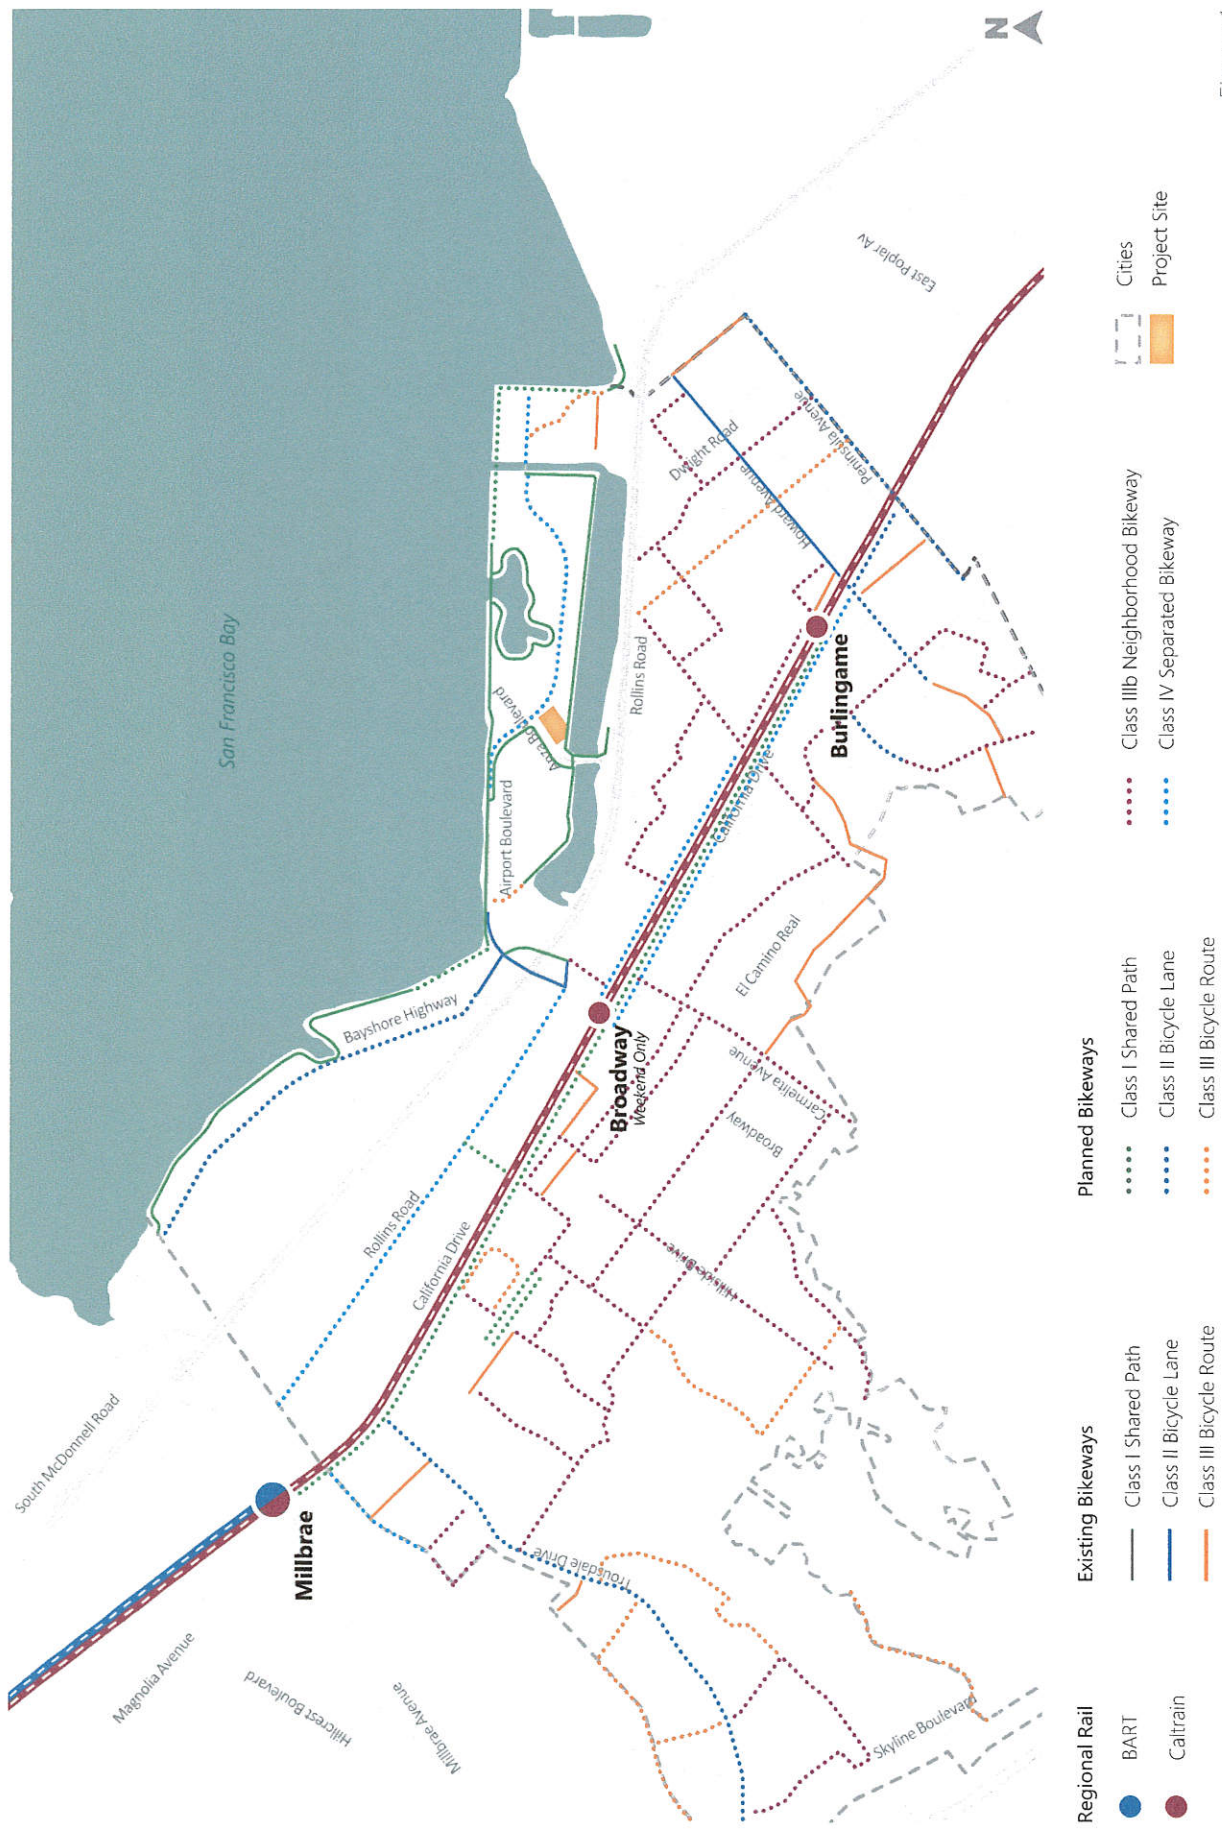 San Francisco Bay
N
South McDonnell Road
Magnolia Avenue
Hillcrest Boulevard
Millbrae Avenue
Millbrae
Bayshore Highway
Rollins Road
California Drive
Airport Boulevard
Anza Boulevard
Rollins Road
Broadway
Weekend Only
California Drive
Burlingame
Dwight Road
Howard Avenue
Peninsula Avenue
East Poplar Av
El Camino Real
Carmelita Avenue
Broadway
Hillside Drive
Trousdale Drive
Skyline Boulevard
Regional Rail
BART
Caltrain
Existing Bikeways
Class I Shared Path
Class II Bicycle Lane
Class III Bicycle Route
Planned Bikeways
Class I Shared Path
Class II Bicycle Lane
Class III Bicycle Route
Class IIIb Neighborhood Bikeway
Class IV Separated Bikeway
Cities
Project Site